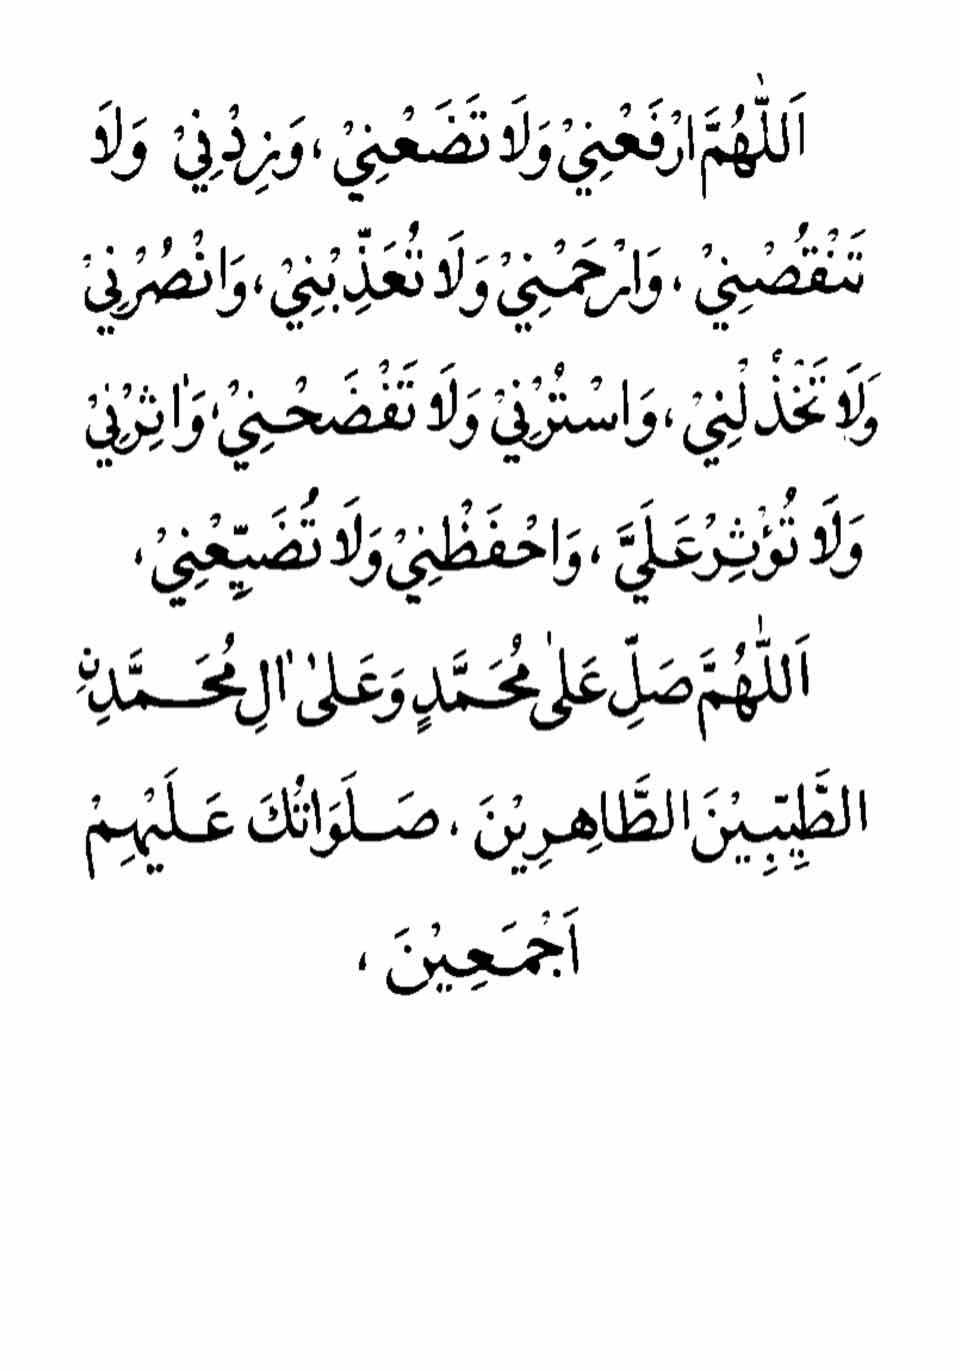 اَللّٰهُمَّ ارْفَعْنِيْ وَلَا تَضَعْنِيْ، وَزِدْنِيْ وَلَا
تَنْقُصْنِيْ، وَارْحَمْنِيْ وَلَا تُعَذِّبْنِيْ، وَانْصُرْنِيْ
وَلَا تَخْذُلْنِيْ، وَاسْتُرْنِيْ وَلَا تَفْضَحْنِيْ، وَاٰثِرْنِيْ
وَلَا تُؤْثِرْ عَلَيَّ، وَاحْفَظْنِيْ وَلَا تُضَيِّعْنِيْ،
اَللّٰهُمَّ صَلِّ عَلٰى مُحَمَّدٍ وَعَلٰى اٰلِ مُحَمَّدِنِ
الطَّيِّبِيْنَ الطَّاهِرِيْنَ، صَلَوَاتُكَ عَلَيْهِمْ
اَجْمَعِيْنَ،